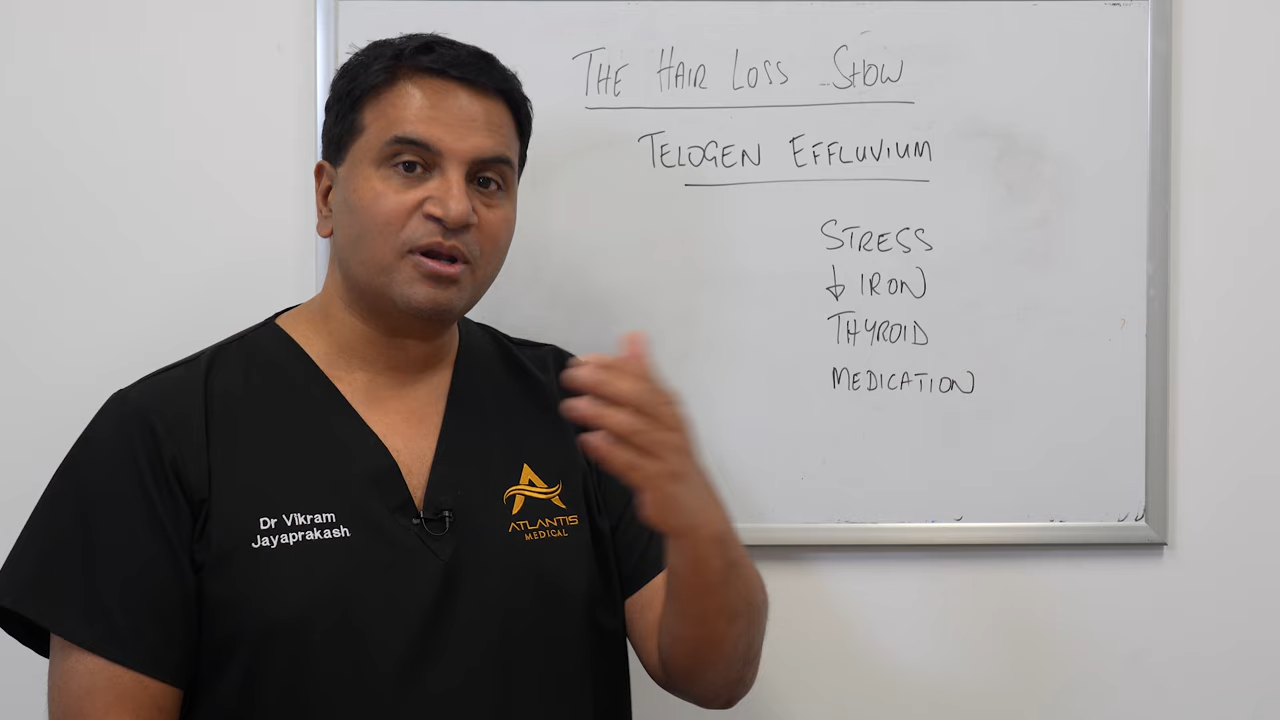 THE HAIR LOSS SHOW
TELOGEN EFFLUVIUM
STRESS
↓ IRON
THYROID
MEDICATION
Dr Vikram
Jayaprakash
ATLANTIS
MEDICAL